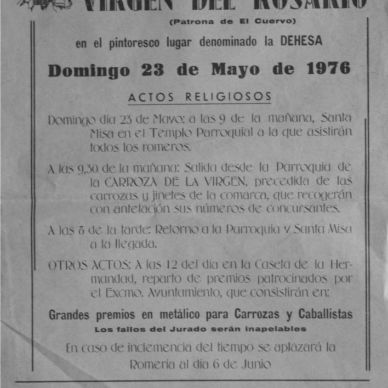 VIRGEN DEL ROSARIO
(Patrona de El Cuervo)
en el pintoresco lugar denominado la DEHESA
Domingo 23 de Mayo de 1976
ACTOS RELIGIOSOS
Domingo día 23 de Mayo: a las 9 de la mañana, Santa
Misa en el Templo Parroquial a la que asistirán
todos los romeros.
A las 9,30 de la mañana: Salida desde la Parroquia de
la CARROZA DE LA VIRGEN, precedida de las
carrozas y jinetes de la comarca, que recogerán
con antelación sus números de concursantes.
A las 5 de la tarde: Retorno a la Parroquia y Santa Misa
a la llegada.
OTROS ACTOS: A las 12 del día en la Caseta de la Her-
mandad, reparto de premios patrocinados por
el Excmo. Ayuntamiento, que consistirán en:
Grandes premios en metálico para Carrozas y Caballistas
Los fallos del Jurado serán inapelables
En caso de inclemencia del tiempo se aplazará la
Romería al día 6 de Junio